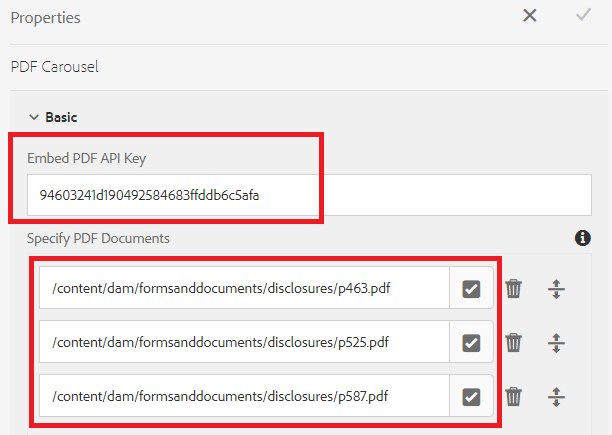 Properties
PDF Carousel
Basic
Embed PDF API Key
94603241d190492584683ffddb6c5afa
Specify PDF Documents
/content/dam/formsanddocuments/disclosures/p463.pdf
/content/dam/formsanddocuments/disclosures/p525.pdf
/content/dam/formsanddocuments/disclosures/p587.pdf